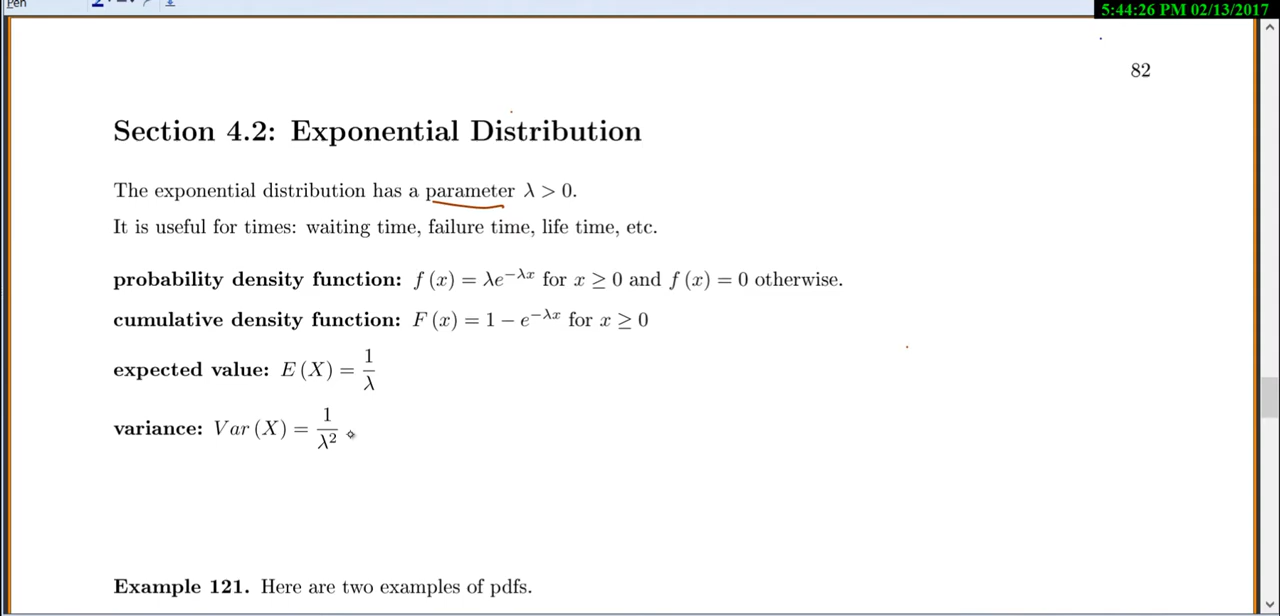 Pen
5:44:26 PM 02/13/2017
82
Section 4.2: Exponential Distribution
The exponential distribution has a parameter λ > 0.
It is useful for times: waiting time, failure time, life time, etc.
probability density function: f (x) = λe^{−λx} for x ≥ 0 and f (x) = 0 otherwise.
cumulative density function: F (x) = 1 − e^{−λx} for x ≥ 0
expected value: E (X) = 1/λ
variance: Var (X) = 1/λ²
Example 121. Here are two examples of pdfs.